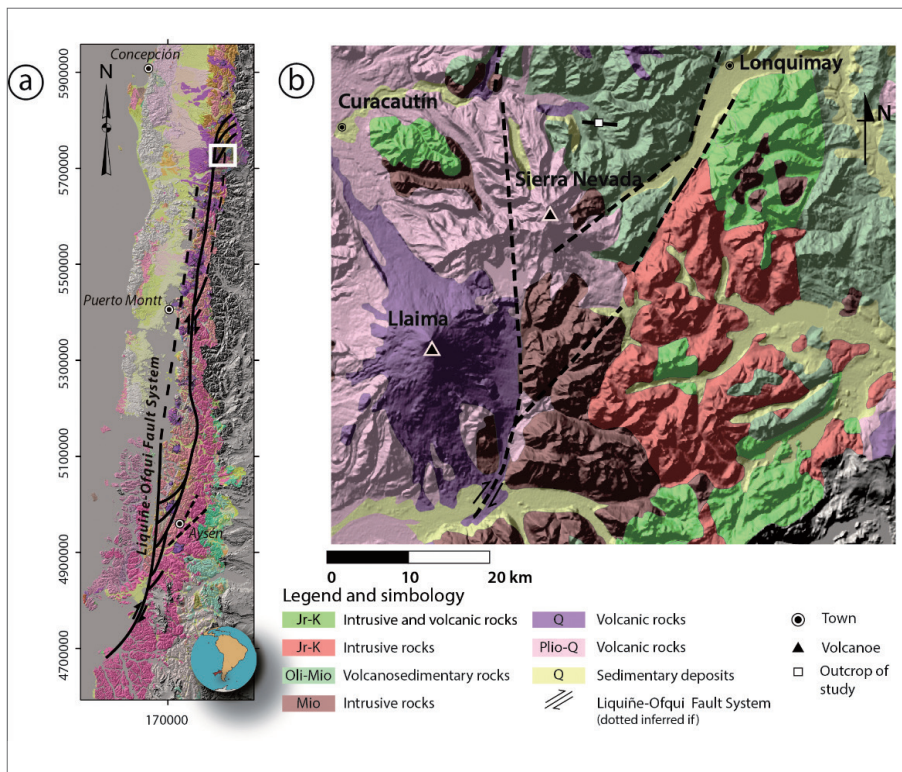 a
Concepción
N
5900000
5700000
5500000
Puerto Montt
5300000
Liquiñe-Ofqui Fault System
5100000
Aysén
4900000
4700000
170000
b
Lonquimay
Curacautín
N
Sierra Nevada
Llaima
0 10 20 km
Legend and simbology
Jr-K Intrusive and volcanic rocks
Jr-K Intrusive rocks
Oli-Mio Volcanosedimentary rocks
Mio Intrusive rocks
Q Volcanic rocks
Plio-Q Volcanic rocks
Q Sedimentary deposits
Liquiñe-Ofqui Fault System
(dotted inferred if)
Town
Volcanoe
Outcrop of
study